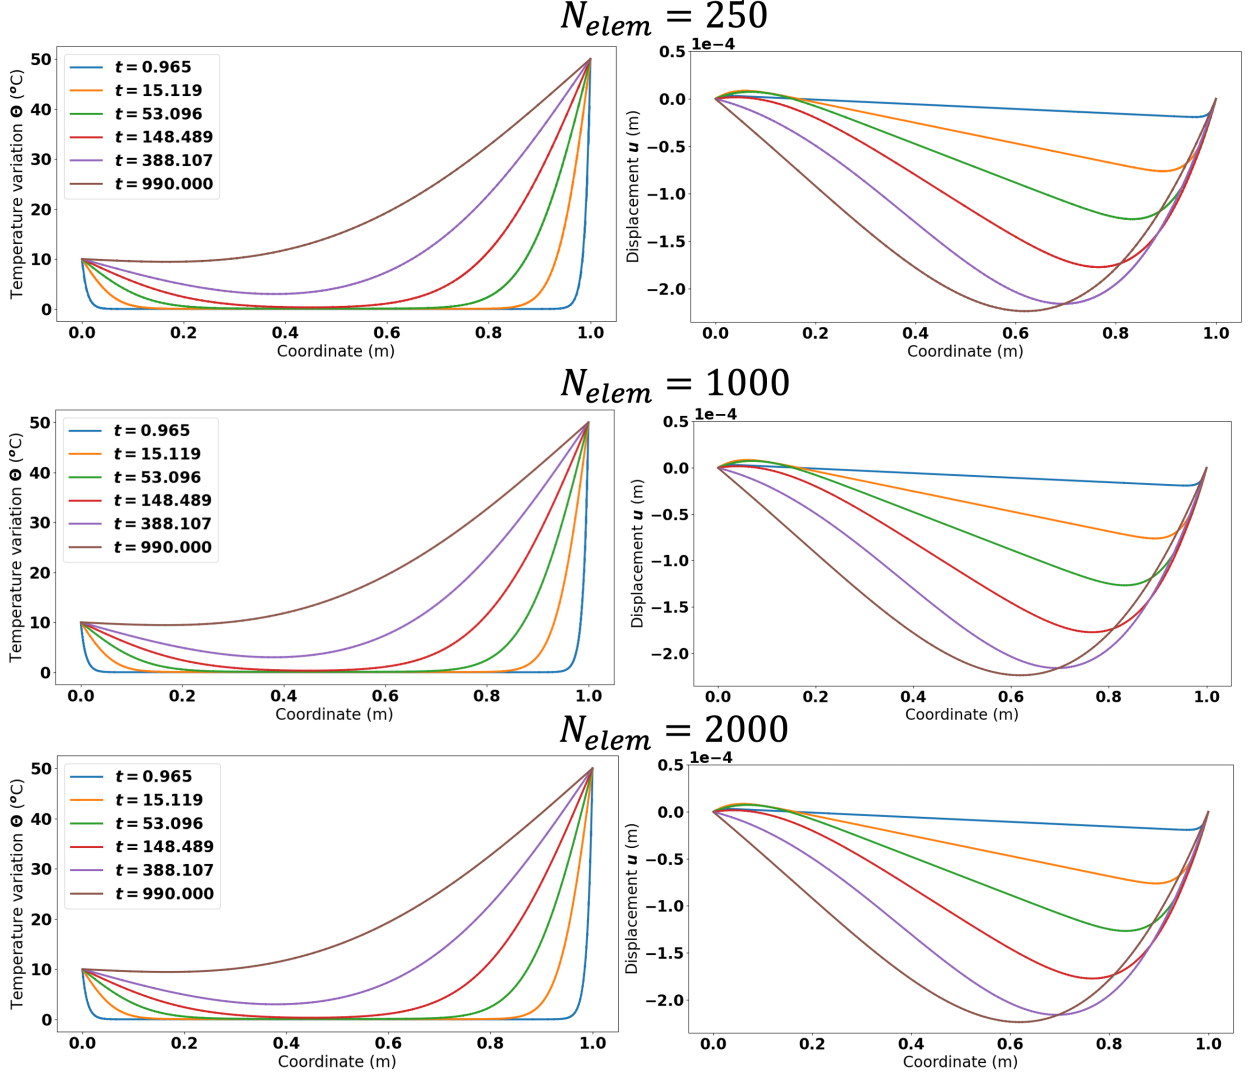 N_elem = 250
t = 0.965
t = 15.119
t = 53.096
t = 148.489
t = 388.107
t = 990.000
50
40
30
20
10
0
Temperature variation Θ (°C)
0.0 0.2 0.4 0.6 0.8 1.0
Coordinate (m)
1e−4
0.5
0.0
−0.5
−1.0
−1.5
−2.0
Displacement u (m)
0.0 0.2 0.4 0.6 0.8 1.0
Coordinate (m)
N_elem = 1000
t = 0.965
t = 15.119
t = 53.096
t = 148.489
t = 388.107
t = 990.000
50
40
30
20
10
0
Temperature variation Θ (°C)
0.0 0.2 0.4 0.6 0.8 1.0
Coordinate (m)
1e−4
0.5
0.0
−0.5
−1.0
−1.5
−2.0
Displacement u (m)
0.0 0.2 0.4 0.6 0.8 1.0
Coordinate (m)
N_elem = 2000
t = 0.965
t = 15.119
t = 53.096
t = 148.489
t = 388.107
t = 990.000
50
40
30
20
10
0
Temperature variation Θ (°C)
0.0 0.2 0.4 0.6 0.8 1.0
Coordinate (m)
1e−4
0.5
0.0
−0.5
−1.0
−1.5
−2.0
Displacement u (m)
0.0 0.2 0.4 0.6 0.8 1.0
Coordinate (m)